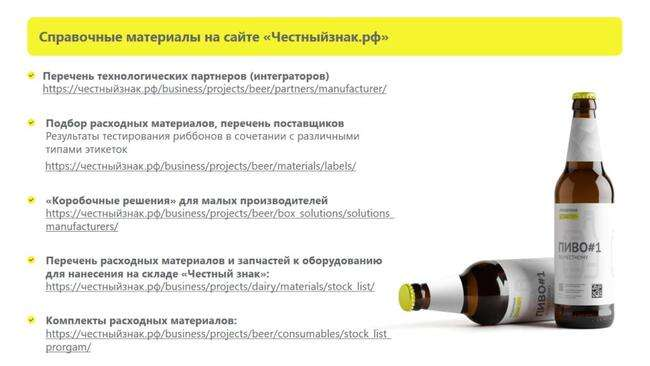 Справочные материалы на сайте «Честныйзнак.рф»
Перечень технологических партнеров (интеграторов)
https://честныйзнак.рф/business/projects/beer/partners/manufacturer/
Подбор расходных материалов, перечень поставщиков
Результаты тестирования риббонов в сочетании с различными
типами этикеток
https://честныйзнак.рф/business/projects/beer/materials/labels/
«Коробочные решения» для малых производителей
https://честныйзнак.рф/business/projects/beer/box_solutions/solutions_
manufacturers/
Перечень расходных материалов и запчастей к оборудованию
для нанесения на складе «Честный знак»:
https://честныйзнак.рф/business/projects/dairy/materials/stock_list/
Комплекты расходных материалов:
https://честныйзнак.рф/business/projects/beer/consumables/stock_list_
prorgam/
ПИВО#1
ПИВО#1